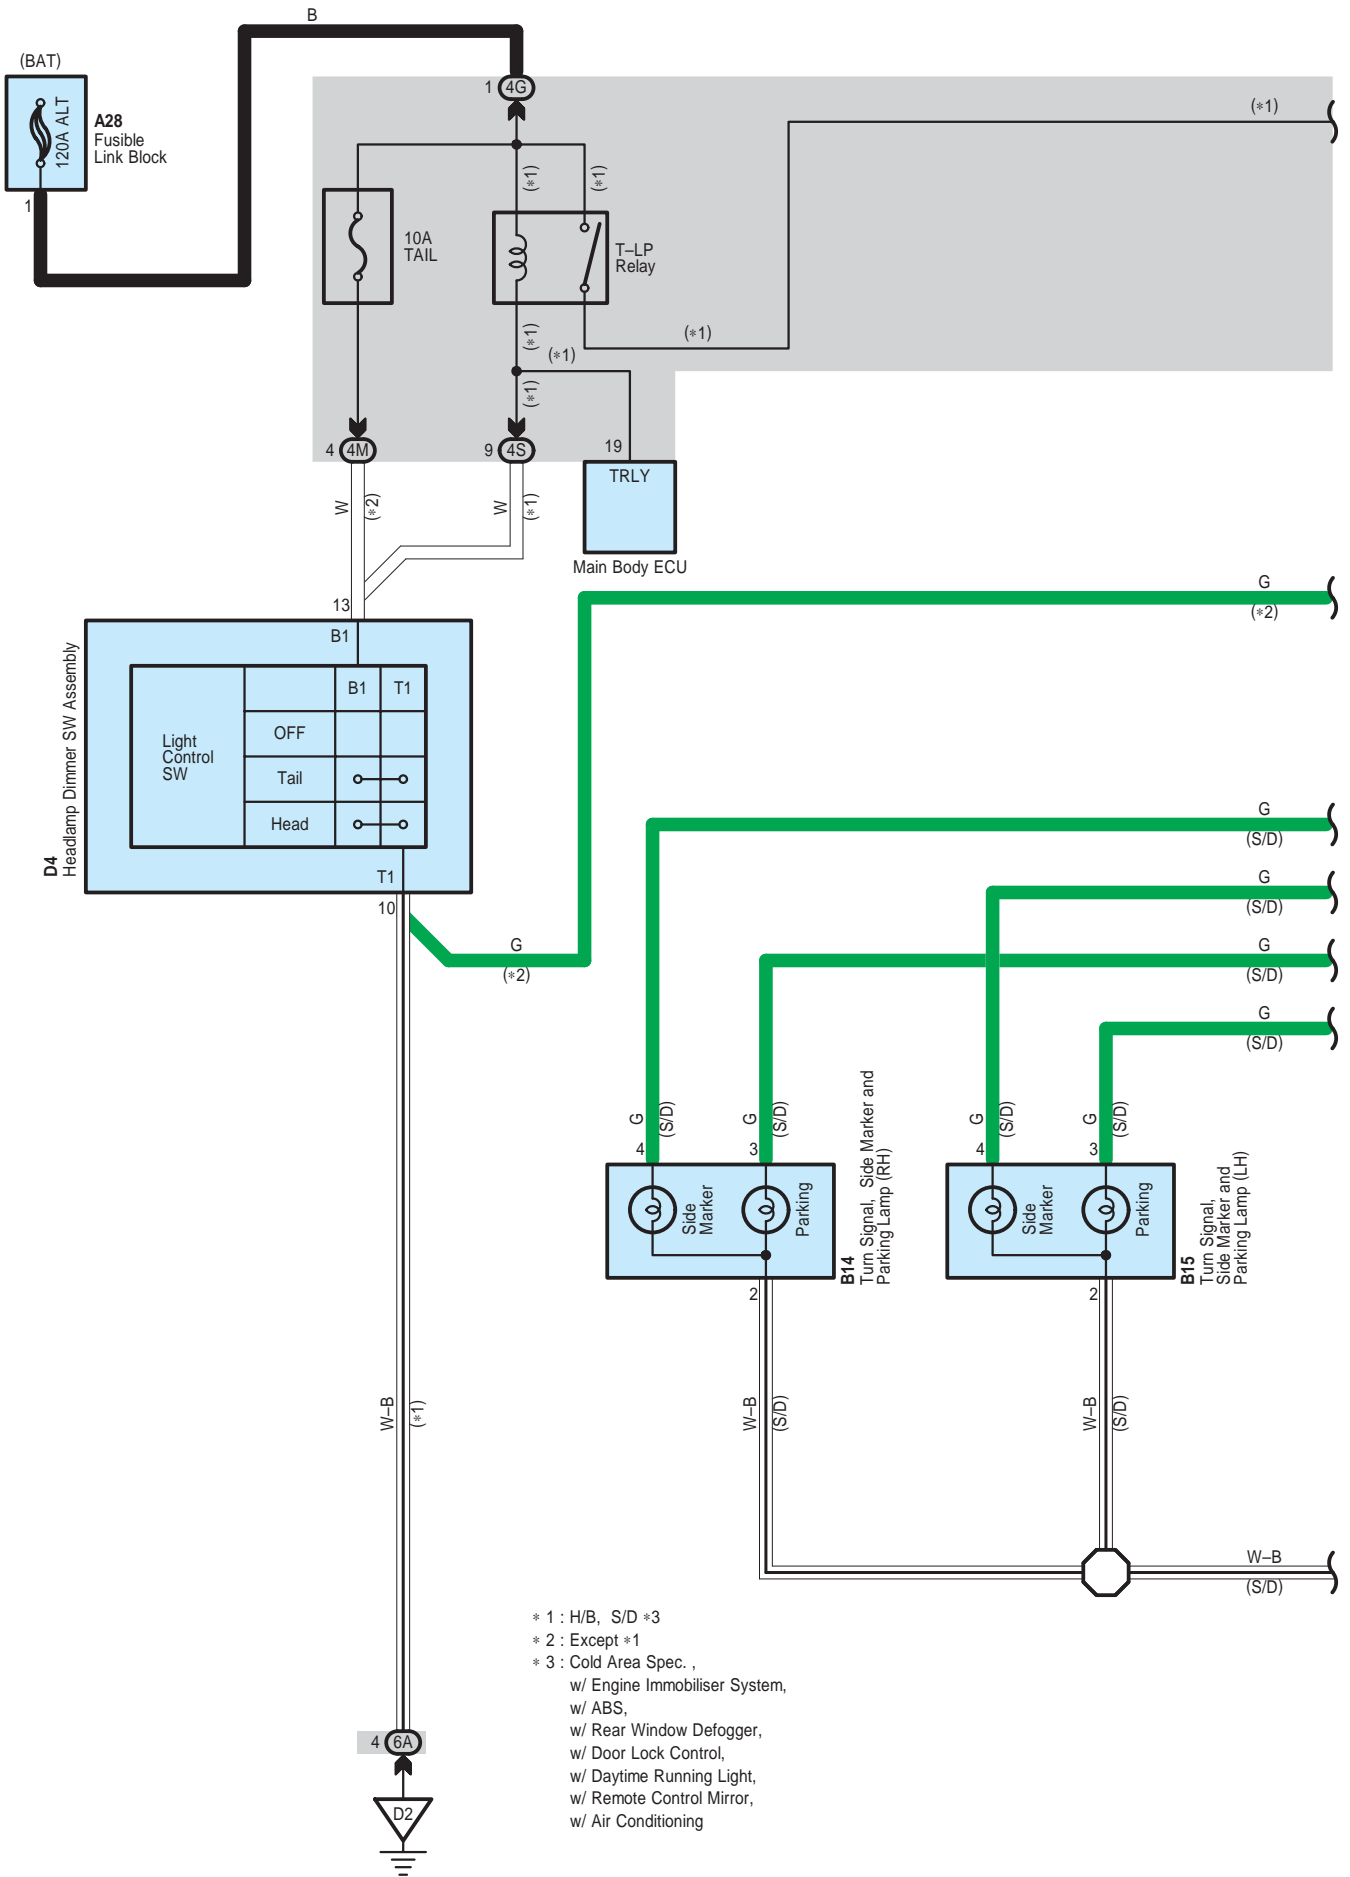 B
(BAT)
120A ALT
A28
Fusible
Link Block
1
1 4G
(*1)
(*1)
(*1)
10A
TAIL
T–LP
Relay
(*1)
(*1)
(*1)
(*1)
4 4M
9 4S
19
TRLY
Main Body ECU
W
(*2)
W
(*1)
13
B1
D4
Headlamp Dimmer SW Assembly
Light
Control
SW
B1 T1
OFF
Tail
Head
T1
10
G
(*2)
G
(*2)
G
(S/D)
G
(S/D)
G
(S/D)
G
(S/D)
G
(S/D)
G
(S/D)
G
(S/D)
G
(S/D)
4
3
4
3
Side
Marker
Parking
B14
Turn Signal, Side Marker and
Parking Lamp (RH)
Side
Marker
Parking
B15
Turn Signal,
Side Marker and
Parking Lamp (LH)
2
2
W–B
(*1)
W–B
(S/D)
W–B
(S/D)
W–B
(S/D)
* 1 : H/B, S/D *3
* 2 : Except *1
* 3 : Cold Area Spec. ,
w/ Engine Immobiliser System,
w/ ABS,
w/ Rear Window Defogger,
w/ Door Lock Control,
w/ Daytime Running Light,
w/ Remote Control Mirror,
w/ Air Conditioning
4 6A
D2